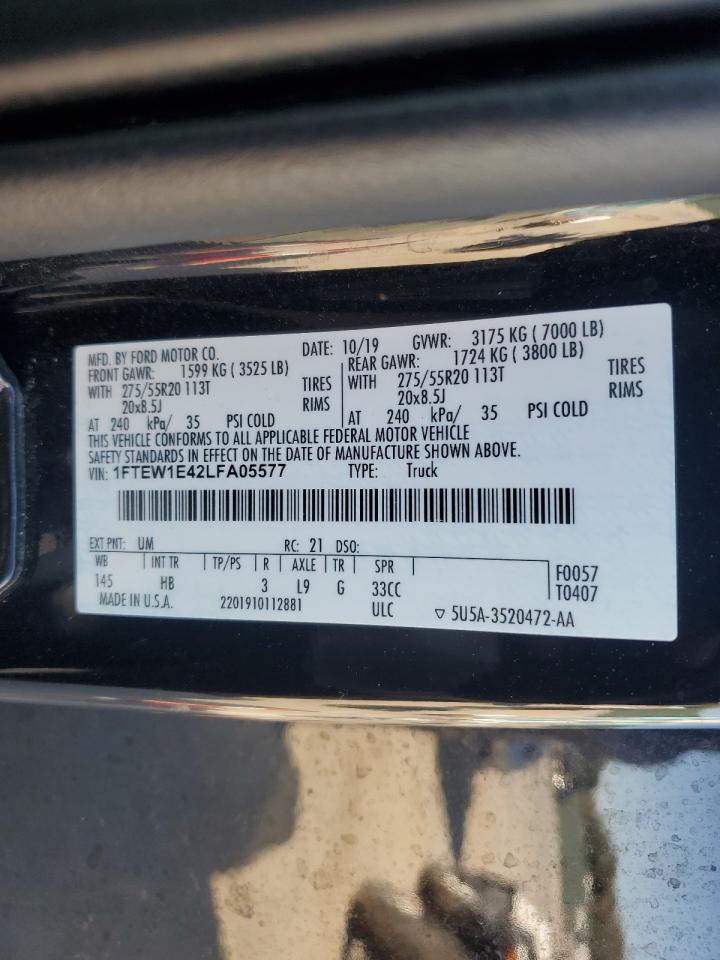 MFD. BY FORD MOTOR CO. DATE: 10/19 GVWR: 3175 KG ( 7000 LB)
FRONT GAWR: 1599 KG ( 3525 LB) REAR GAWR: 1724 KG ( 3800 LB)
WITH 275/55R20 113T TIRES WITH 275/55R20 113T TIRES
20x8.5J RIMS 20x8.5J RIMS
AT 240 kPa/ 35 PSI COLD AT 240 kPa/ 35 PSI COLD
THIS VEHICLE CONFORMS TO ALL APPLICABLE FEDERAL MOTOR VEHICLE
SAFETY STANDARDS IN EFFECT ON THE DATE OF MANUFACTURE SHOWN ABOVE.
VIN: 1FTEW1E42LFA05577 TYPE: Truck
EXT PNT: UM RC: 21 DSO:
WB INT TR TP/PS R AXLE TR SPR
145 HB 3 L9 G 33CC F0057
T0407
MADE IN U.S.A. 2201910112881 ULC ▽ 5U5A-3520472-AA